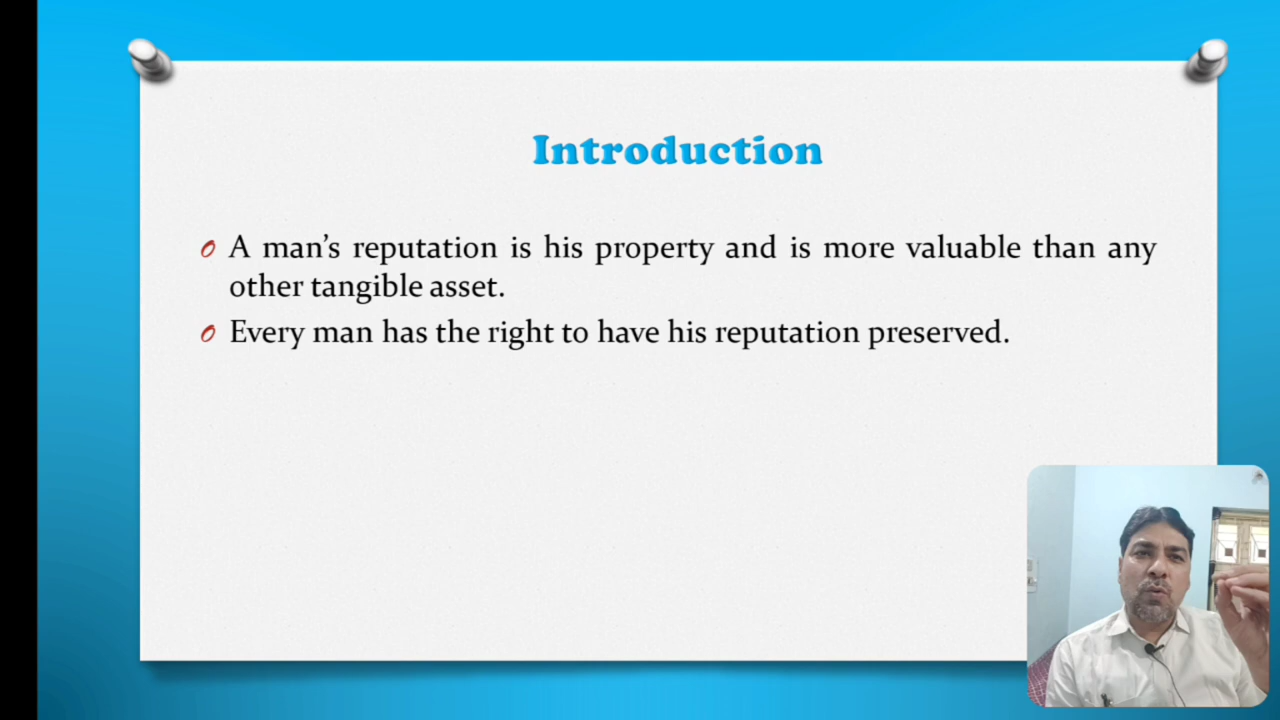 Introduction
A man’s reputation is his property and is more valuable than any
other tangible asset.
Every man has the right to have his reputation preserved.